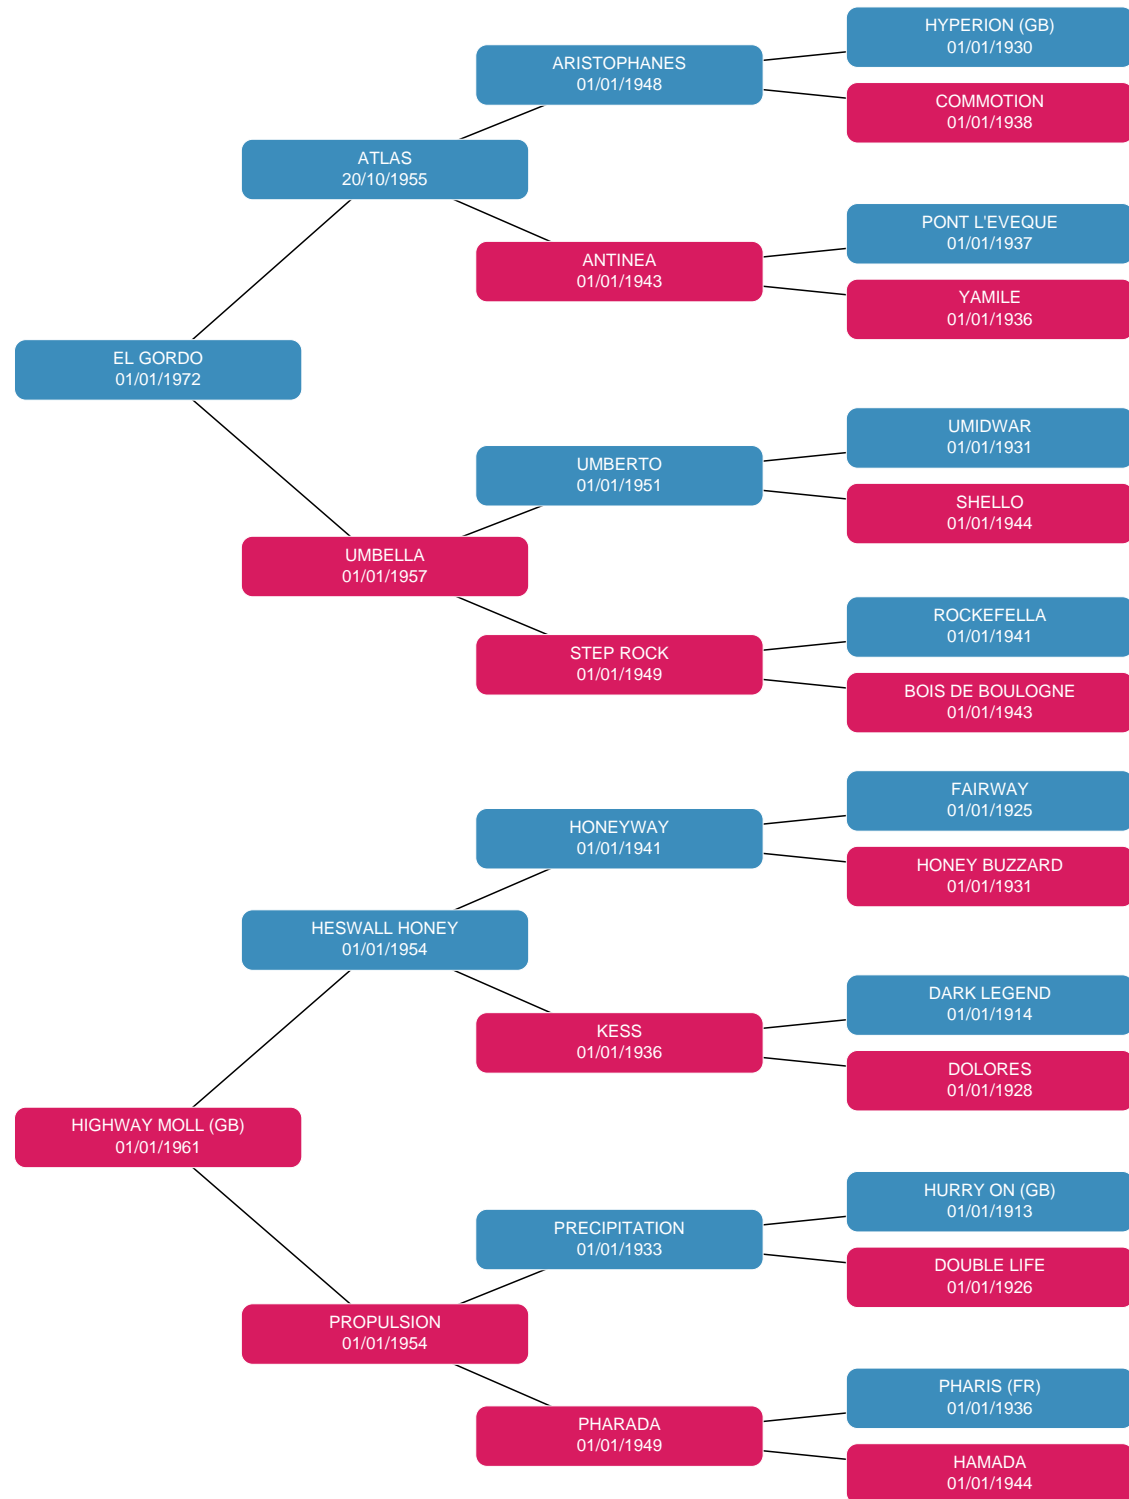 HYPERION (GB)
01/01/1930
ARISTOPHANES
01/01/1948
COMMOTION
01/01/1938
ATLAS
20/10/1955
PONT L'EVEQUE
01/01/1937
ANTINEA
01/01/1943
YAMILE
01/01/1936
EL GORDO
01/01/1972
UMIDWAR
01/01/1931
UMBERTO
01/01/1951
SHELLO
01/01/1944
UMBELLA
01/01/1957
ROCKEFELLA
01/01/1941
STEP ROCK
01/01/1949
BOIS DE BOULOGNE
01/01/1943
FAIRWAY
01/01/1925
HONEYWAY
01/01/1941
HONEY BUZZARD
01/01/1931
HESWALL HONEY
01/01/1954
DARK LEGEND
01/01/1914
KESS
01/01/1936
DOLORES
01/01/1928
HIGHWAY MOLL (GB)
01/01/1961
HURRY ON (GB)
01/01/1913
PRECIPITATION
01/01/1933
DOUBLE LIFE
01/01/1926
PROPULSION
01/01/1954
PHARIS (FR)
01/01/1936
PHARADA
01/01/1949
HAMADA
01/01/1944